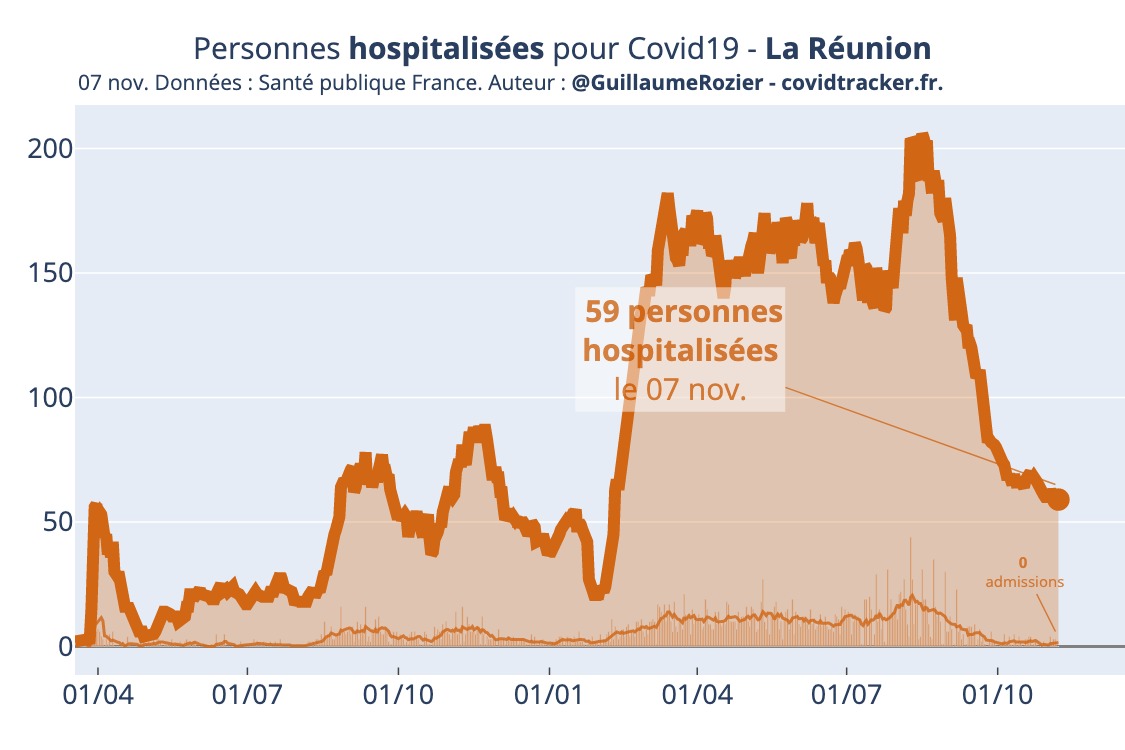 Personnes hospitalisées pour Covid19 - La Réunion
07 nov. Données : Santé publique France. Auteur : @GuillaumeRozier - covidtracker.fr.
200
150
59 personnes
hospitalisées
le 07 nov.
100
50
0
admissions
0
01/04 01/07 01/10 01/01 01/04 01/07 01/10